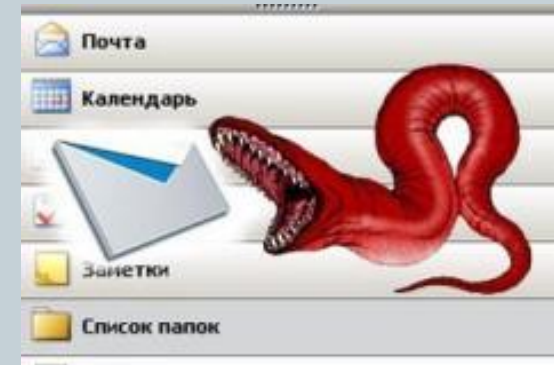 Почта
Календарь
Заметки
Список папок